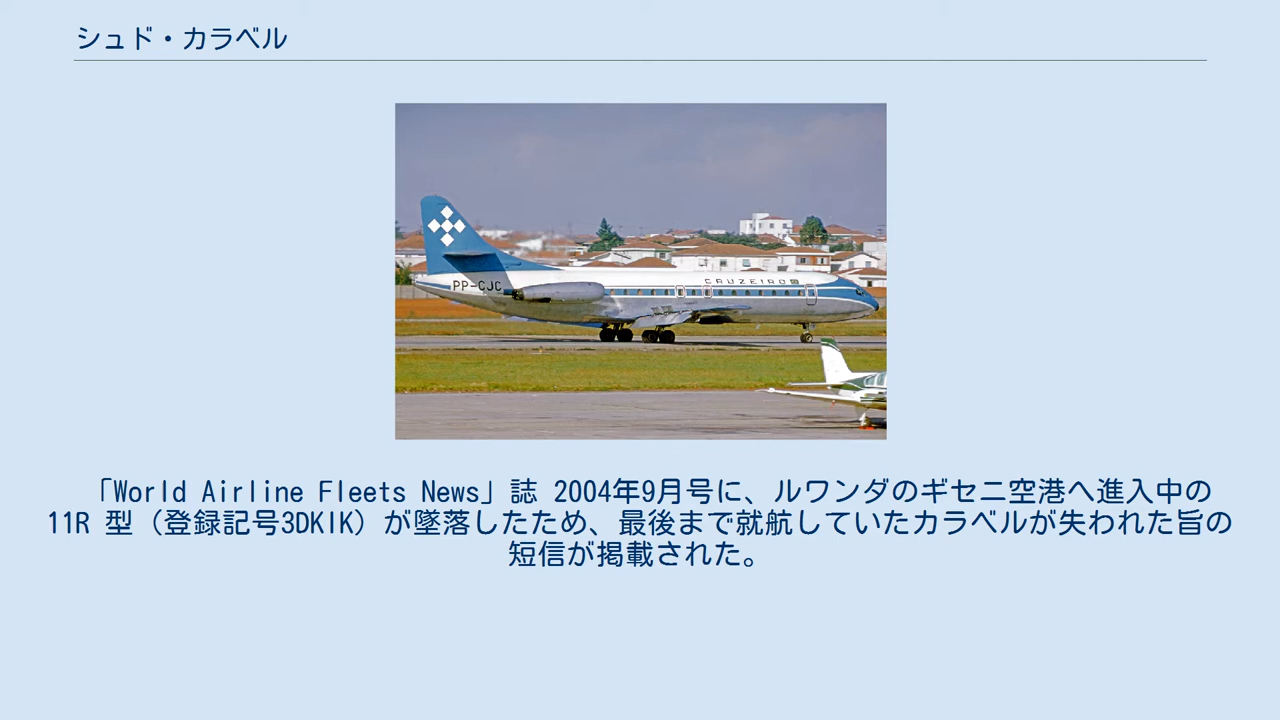 シュド・カラベル
CRUZEIRO
PP-CJC
「World Airline Fleets News」誌 2004年9月号に、ルワンダのギセニ空港へ進入中の
11R 型（登録記号3DKIK）が墜落したため、最後まで就航していたカラベルが失われた旨の
短信が掲載された。